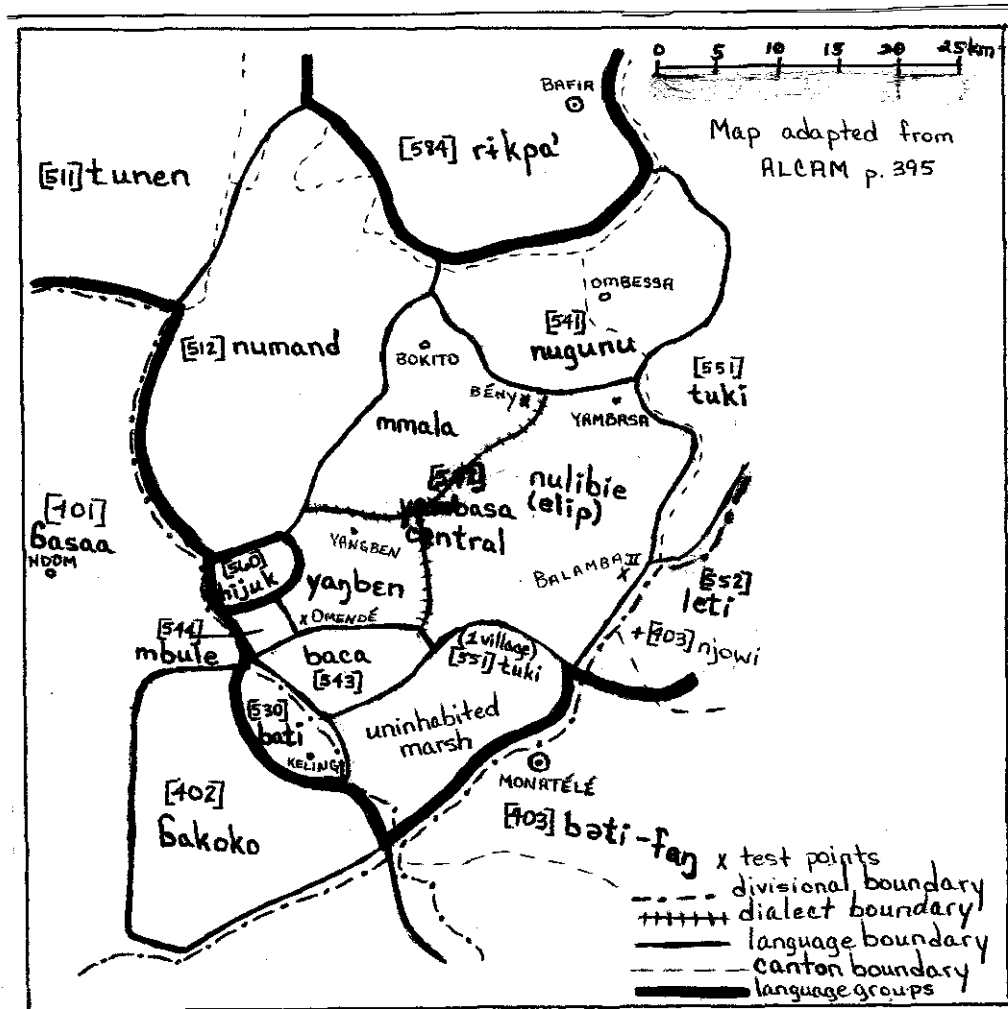 0 5 10 15 20 25km
BAFIA
Map adapted from
ALCAM p. 395
[584] rɨkpa'
[511] tunen
OMBESSA
[541]
nugunu
[512] numand
BOKITO
[551]
tuki
BÉNY
YAMBASA
mmala
nulibie
(elip)
[401]
ɓasaa
NDOM
central
YANGBEN
yaŋbɛn
BALAMBA II
[560]
hijuk
[552]
leti
x OMENDÉ
[544]
mbule
+[403] njowi
baca
[543]
(1 village)
[551] tuki
[530]
bati
KELING
uninhabited
marsh
MONATÉLÉ
[402]
ɓakoko
[403] bəti-faŋ
x test points
divisional boundary
dialect boundary
language boundary
canton boundary
language groups